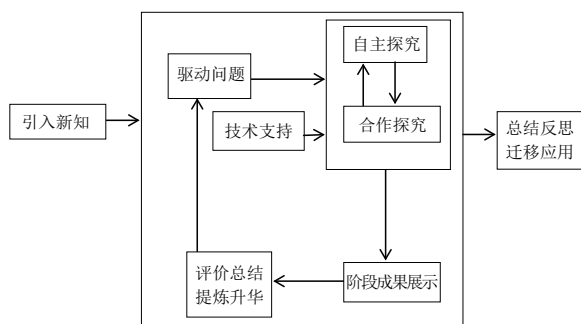 自主探究
驱动问题
引入新知
技术支持
合作探究
总结反思
迁移应用
评价总结
提炼升华
阶段成果展示